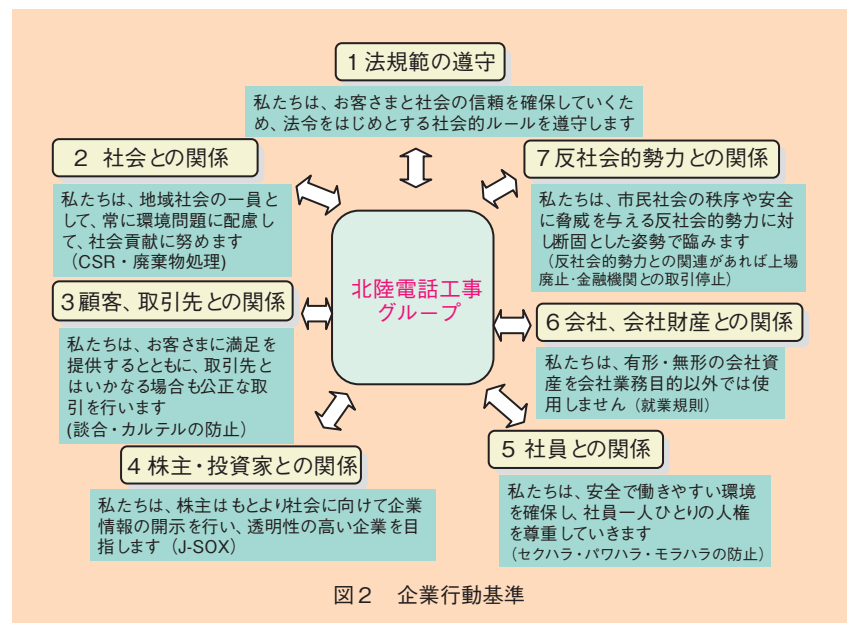 1法規範の遵守
私たちは、お客さまと社会の信頼を確保していくた
め、法令をはじめとする社会的ルールを遵守します
2 社会との関係
私たちは、地域社会の一員と
して、常に環境問題に配慮し
て、社会貢献に努めます
（CSR・廃棄物処理)
3顧客、取引先との関係
私たちは、お客さまに満足を
提供するとともに、取引先と
はいかなる場合も公正な取
引を行います
(談合・カルテルの防止）
4株主・投資家との関係
私たちは、株主はもとより社会に向けて企業
情報の開示を行い、透明性の高い企業を目
指します（J-SOX）
5 社員との関係
私たちは、安全で働きやすい環境
を確保し、社員一人ひとりの人権
を尊重していきます
（セクハラ・パワハラ・モラハラの防止）
6会社、会社財産との関係
私たちは、有形・無形の会社資
産を会社業務目的以外では使
用しません（就業規則）
7反社会的勢力との関係
私たちは、市民社会の秩序や安全
に脅威を与える反社会的勢力に対
し断固とした姿勢で臨みます
（反社会的勢力との関連があれば上場
廃止・金融機関との取引停止）
北陸電話工事
グループ
図2 企業行動基準